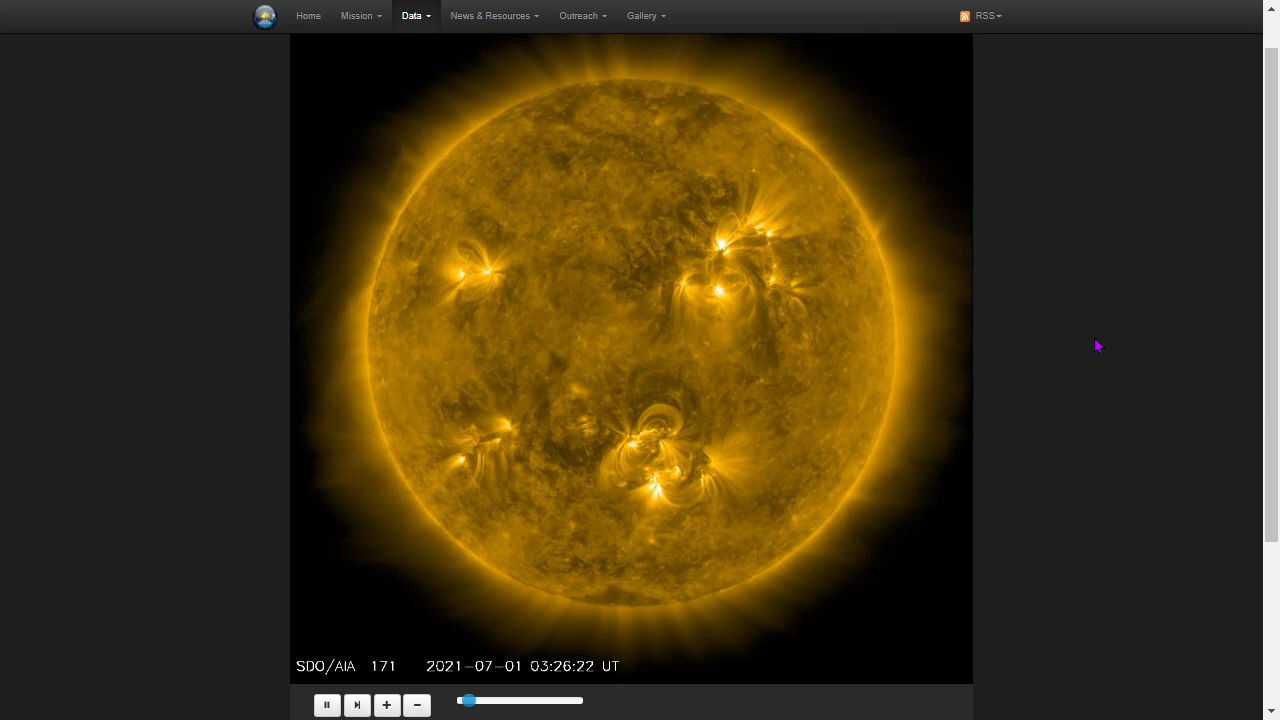 Home Mission Data News & Resources Outreach Gallery RSS
SDO/AIA 171 2021-07-01 03:26:22 UT